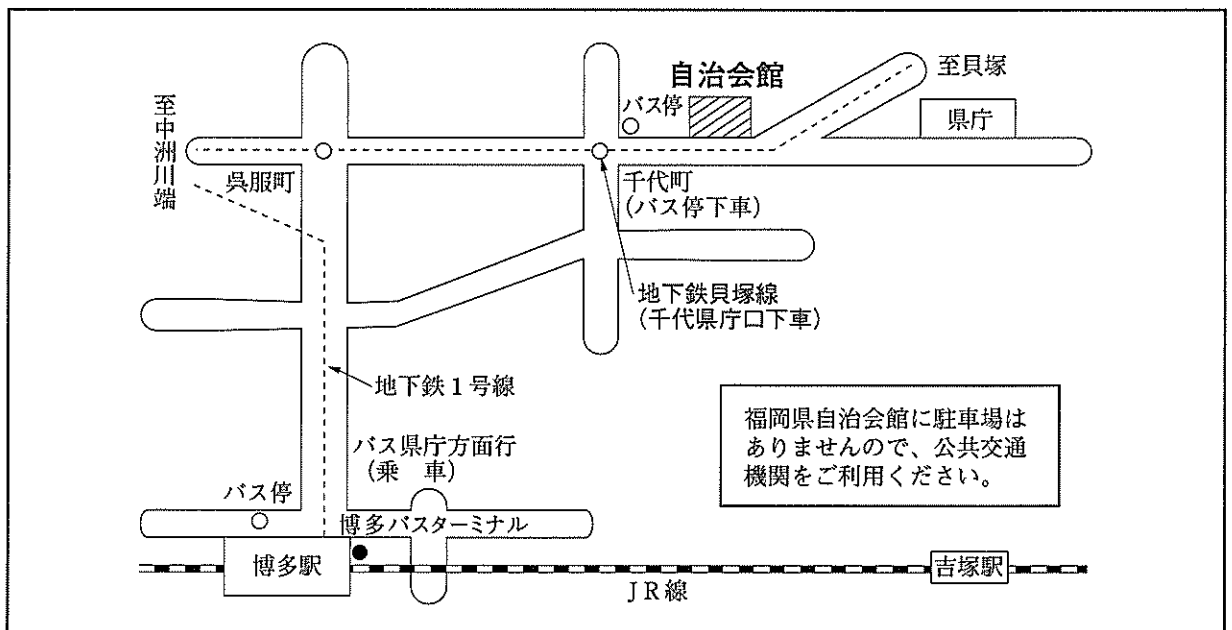 自治会館
至貝塚
バス停
県庁
至中洲川端
呉服町
千代町
(バス停下車)
地下鉄貝塚線
(千代県庁口下車)
地下鉄1号線
福岡県自治会館に駐車場は
ありませんので、公共交通
機関をご利用ください。
バス県庁方面行
(乗 車)
バス停
博多バスターミナル
博多駅
吉塚駅
JR線